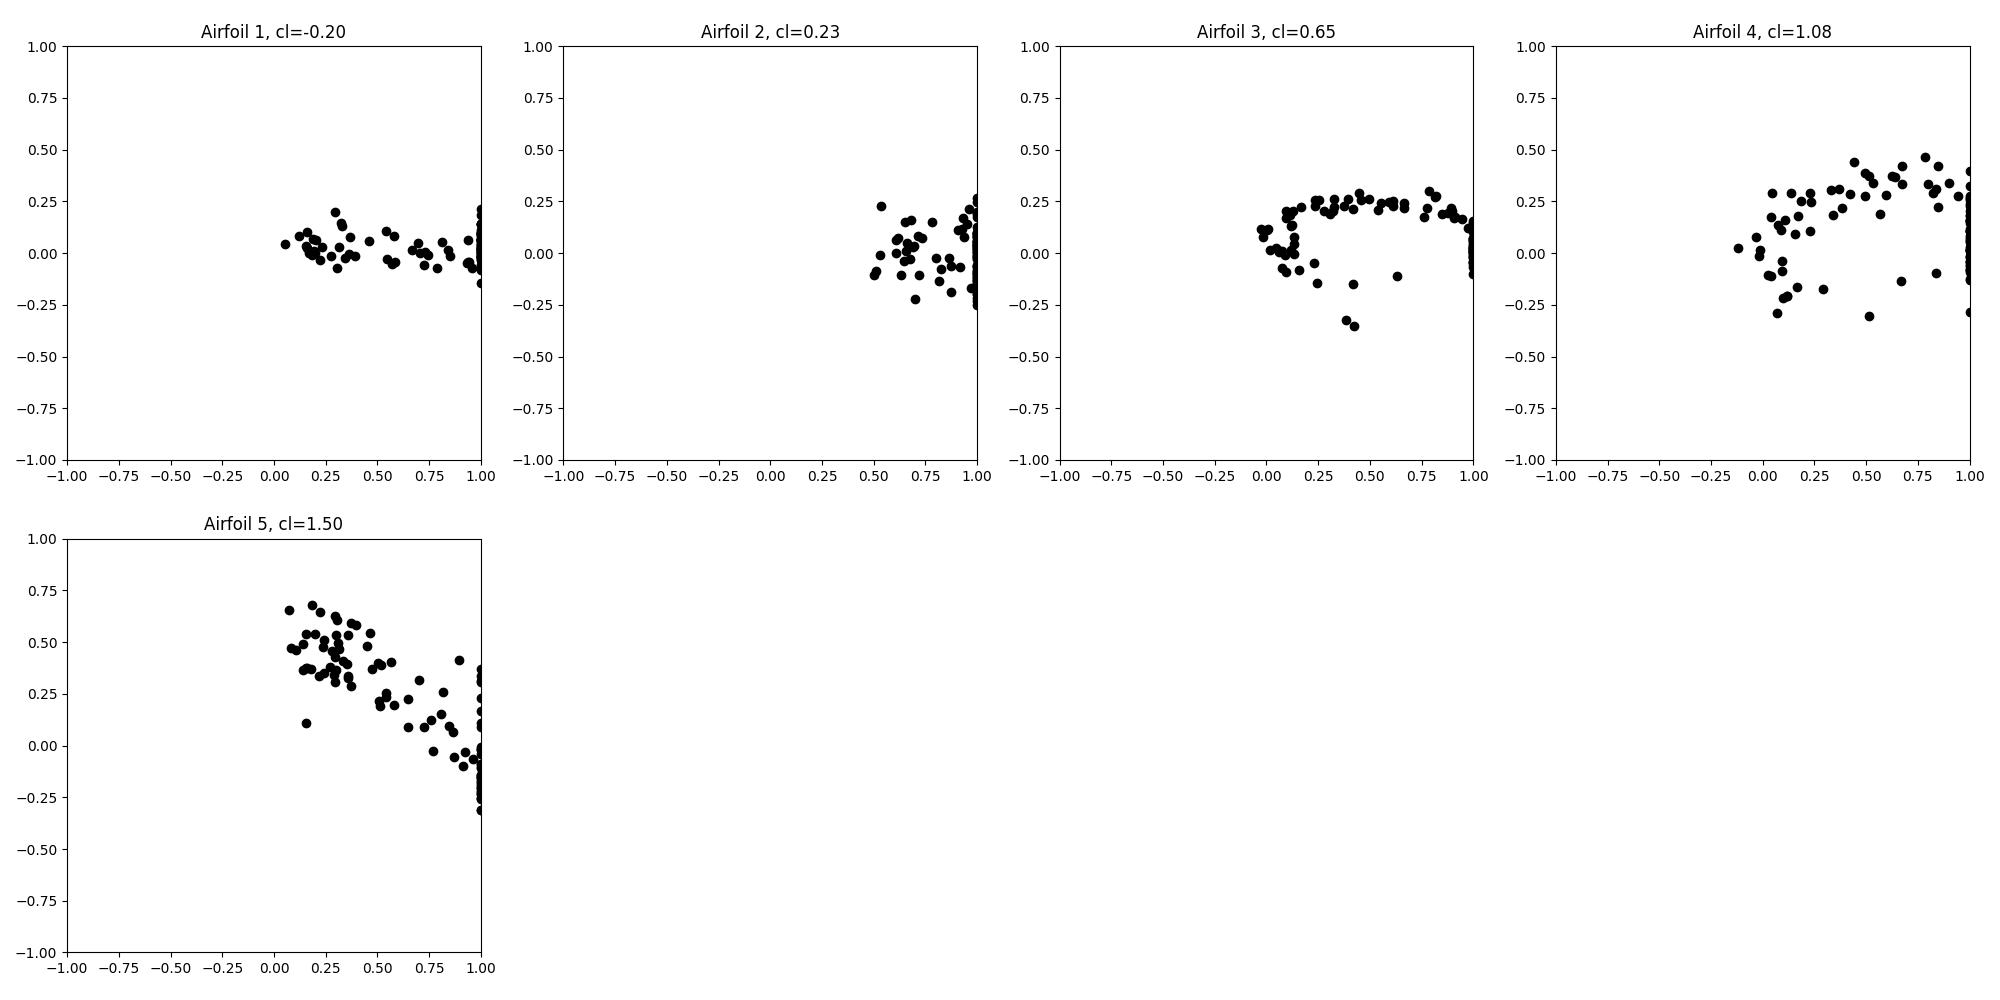 Airfoil 1, cl=-0.20
Airfoil 2, cl=0.23
Airfoil 3, cl=0.65
Airfoil 4, cl=1.08
1.00 1.00 1.00 1.00
0.75 0.75 0.75 0.75
0.50 0.50 0.50 0.50
0.25 0.25 0.25 0.25
0.00 0.00 0.00 0.00
−0.25 −0.25 −0.25 −0.25
−0.50 −0.50 −0.50 −0.50
−0.75 −0.75 −0.75 −0.75
−1.00 −1.00 −1.00 −1.00
−1.00 −0.75 −0.50 −0.25 0.00 0.25 0.50 0.75 1.00
−1.00 −0.75 −0.50 −0.25 0.00 0.25 0.50 0.75 1.00
−1.00 −0.75 −0.50 −0.25 0.00 0.25 0.50 0.75 1.00
−1.00 −0.75 −0.50 −0.25 0.00 0.25 0.50 0.75 1.00
Airfoil 5, cl=1.50
1.00
0.75
0.50
0.25
0.00
−0.25
−0.50
−0.75
−1.00
−1.00 −0.75 −0.50 −0.25 0.00 0.25 0.50 0.75 1.00